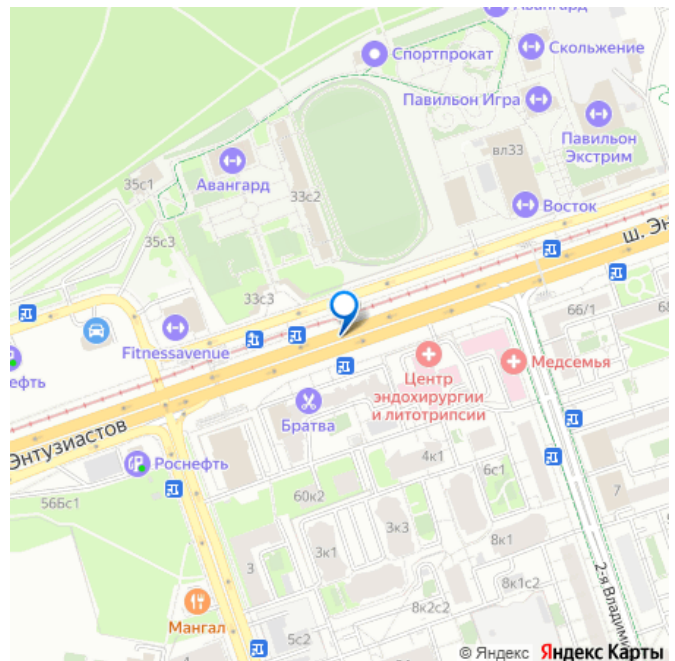 Авангард
Спортпрокат
Скольжение
Павильон Игра
Павильон
Экстрим
вл33
35с1
Авангард
33с2
Восток
35с3
ш. Эн
33с3
66/1
68
Fitnessavenue
ефть
Медсемья
Центр
эндохирургии
и литотрипсии
Братва
Энтузиастов
Роснефть
4к1
6с1
56Бс1
60к2
7
3к3
3к1
8к1
3
8к1с2
2-я Владими
8к2с2
Мангал
5с2
© Яндекс Яндекс Карты